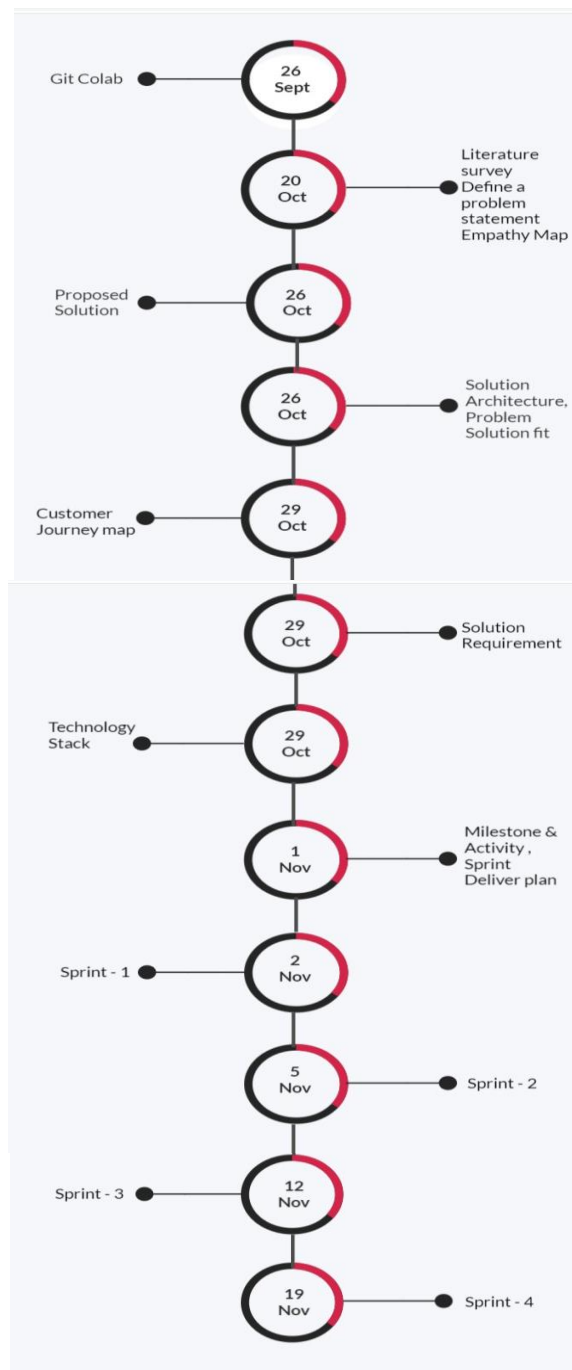 26
Sept
Git Colab
20
Oct
Literature
survey
Define a
problem
statement
Empathy Map
26
Oct
Proposed
Solution
26
Oct
Solution
Architecture,
Problem
Solution fit
29
Oct
Customer
Journey map
29
Oct
Solution
Requirement
29
Oct
Technology
Stack
1
Nov
Milestone &
Activity ,
Sprint
Deliver plan
2
Nov
Sprint - 1
5
Nov
Sprint - 2
12
Nov
Sprint - 3
19
Nov
Sprint - 4